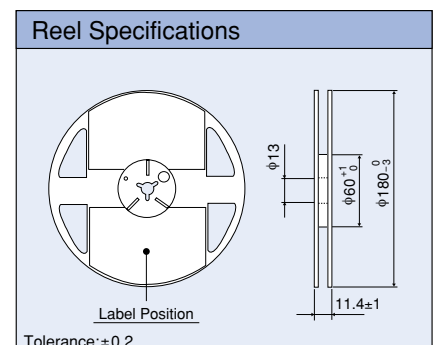 Reel Specifications
φ13
φ60 +1 0
φ180 0 −3
11.4±1
Label Position
Tolerance:±0.2